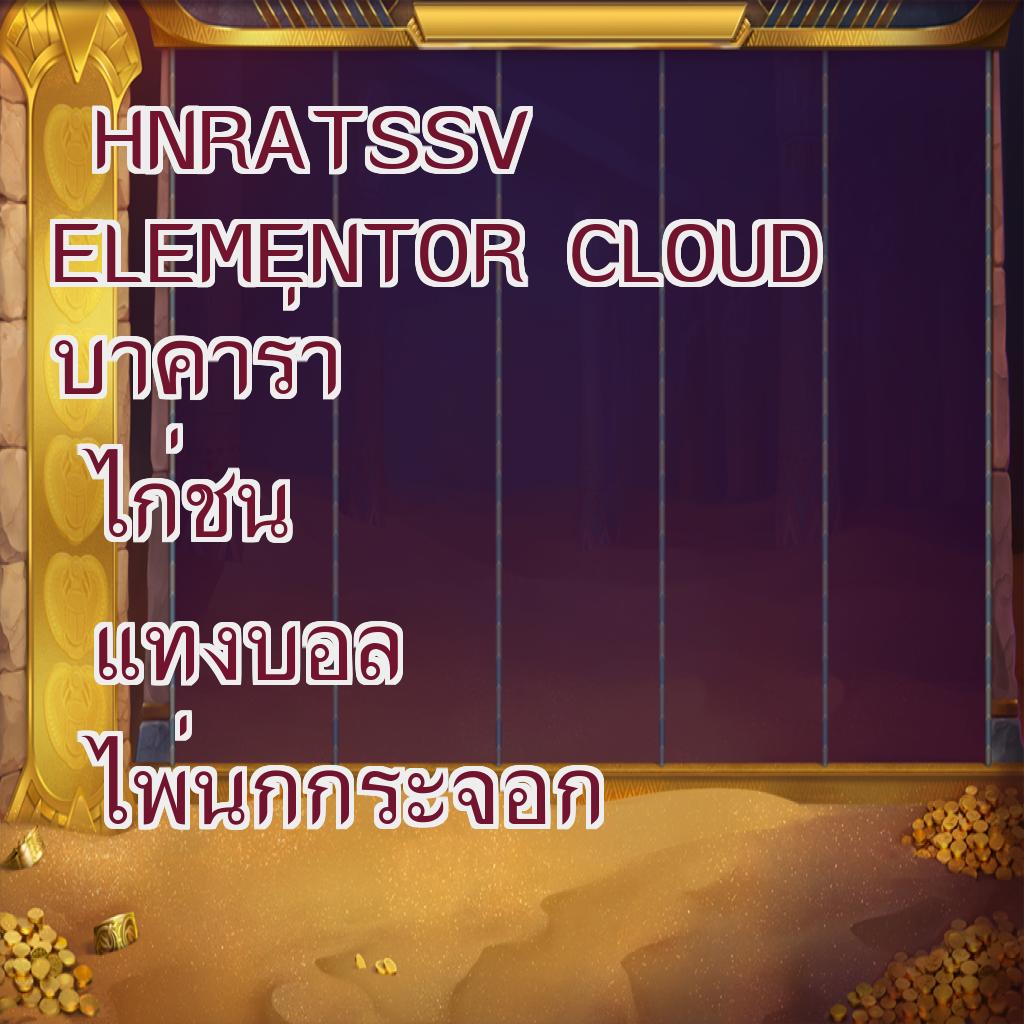 HNRATSSV
ELEMENTOR CLOUD
บาคาร่า
ไก่ชน
แทงบอล
ไพ่นกกระจอก